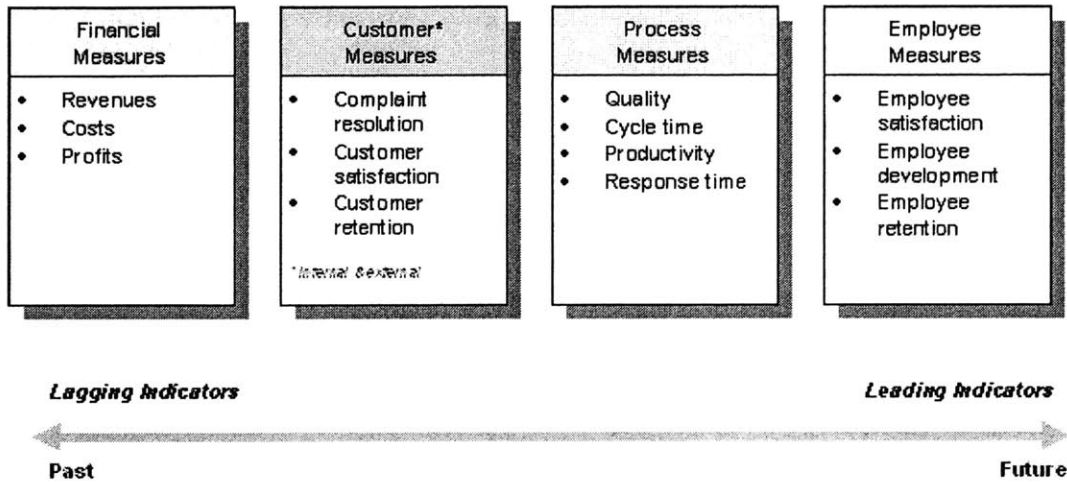 Financial
Measures
• Revenues
• Costs
• Profits
Customer*
Measures
• Complaint
resolution
• Customer
satisfaction
• Customer
retention
* Internal & external
Process
Measures
• Quality
• Cycle time
• Productivity
• Response time
Employee
Measures
• Employee
satisfaction
• Employee
development
• Employee
retention
Lagging Indicators
Leading Indicators
Past
Future